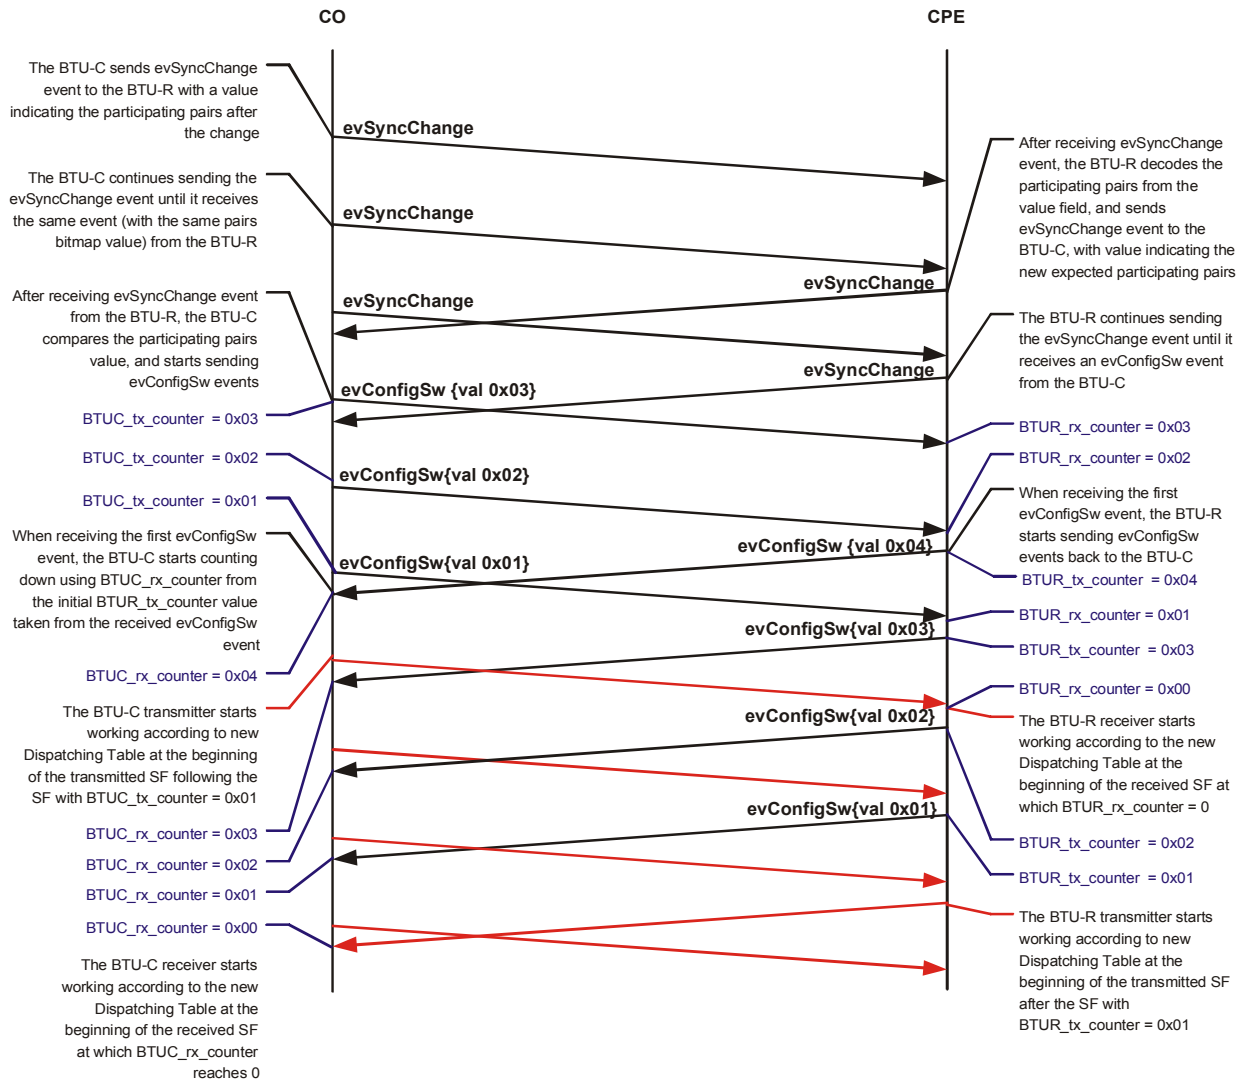 CO
CPE
The BTU-C sends evSyncChange
event to the BTU-R with a value
indicating the participating pairs after
the change
evSyncChange
After receiving evSyncChange
event, the BTU-R decodes the
participating pairs from the
value field, and sends
evSyncChange event to the
BTU-C, with value indicating the
new expected participating pairs
The BTU-C continues sending the
evSyncChange event until it receives
the same event (with the same pairs
bitmap value) from the BTU-R
evSyncChange
evSyncChange
After receiving evSyncChange event
from the BTU-R, the BTU-C
compares the participating pairs
value, and starts sending
evConfigSw events
evSyncChange
The BTU-R continues sending
the evSyncChange event until it
receives an evConfigSw event
from the BTU-C
evSyncChange
evConfigSw {val 0x03}
BTUC_tx_counter = 0x03
BTUR_rx_counter = 0x03
BTUC_tx_counter = 0x02
BTUR_rx_counter = 0x02
evConfigSw{val 0x02}
BTUC_tx_counter = 0x01
When receiving the first
evConfigSw event, the BTU-R
starts sending evConfigSw
events back to the BTU-C
When receiving the first evConfigSw
event, the BTU-C starts counting
down using BTUC_rx_counter from
the initial BTUR_tx_counter value
taken from the received evConfigSw
event
evConfigSw {val 0x04}
evConfigSw{val 0x01}
BTUR_tx_counter = 0x04
BTUR_rx_counter = 0x01
evConfigSw{val 0x03}
BTUR_tx_counter = 0x03
BTUC_rx_counter = 0x04
BTUR_rx_counter = 0x00
The BTU-C transmitter starts
working according to new
Dispatching Table at the beginning
of the transmitted SF following the
SF with BTUC_tx_counter = 0x01
evConfigSw{val 0x02}
The BTU-R receiver starts
working according to the new
Dispatching Table at the
beginning of the received SF at
which BTUR_rx_counter = 0
evConfigSw{val 0x01}
BTUC_rx_counter = 0x03
BTUR_tx_counter = 0x02
BTUC_rx_counter = 0x02
BTUR_tx_counter = 0x01
BTUC_rx_counter = 0x01
BTUC_rx_counter = 0x00
The BTU-R transmitter starts
working according to new
Dispatching Table at the
beginning of the transmitted SF
after the SF with
BTUR_tx_counter = 0x01
The BTU-C receiver starts
working according to the new
Dispatching Table at the
beginning of the received SF
at which BTUC_rx_counter
reaches 0